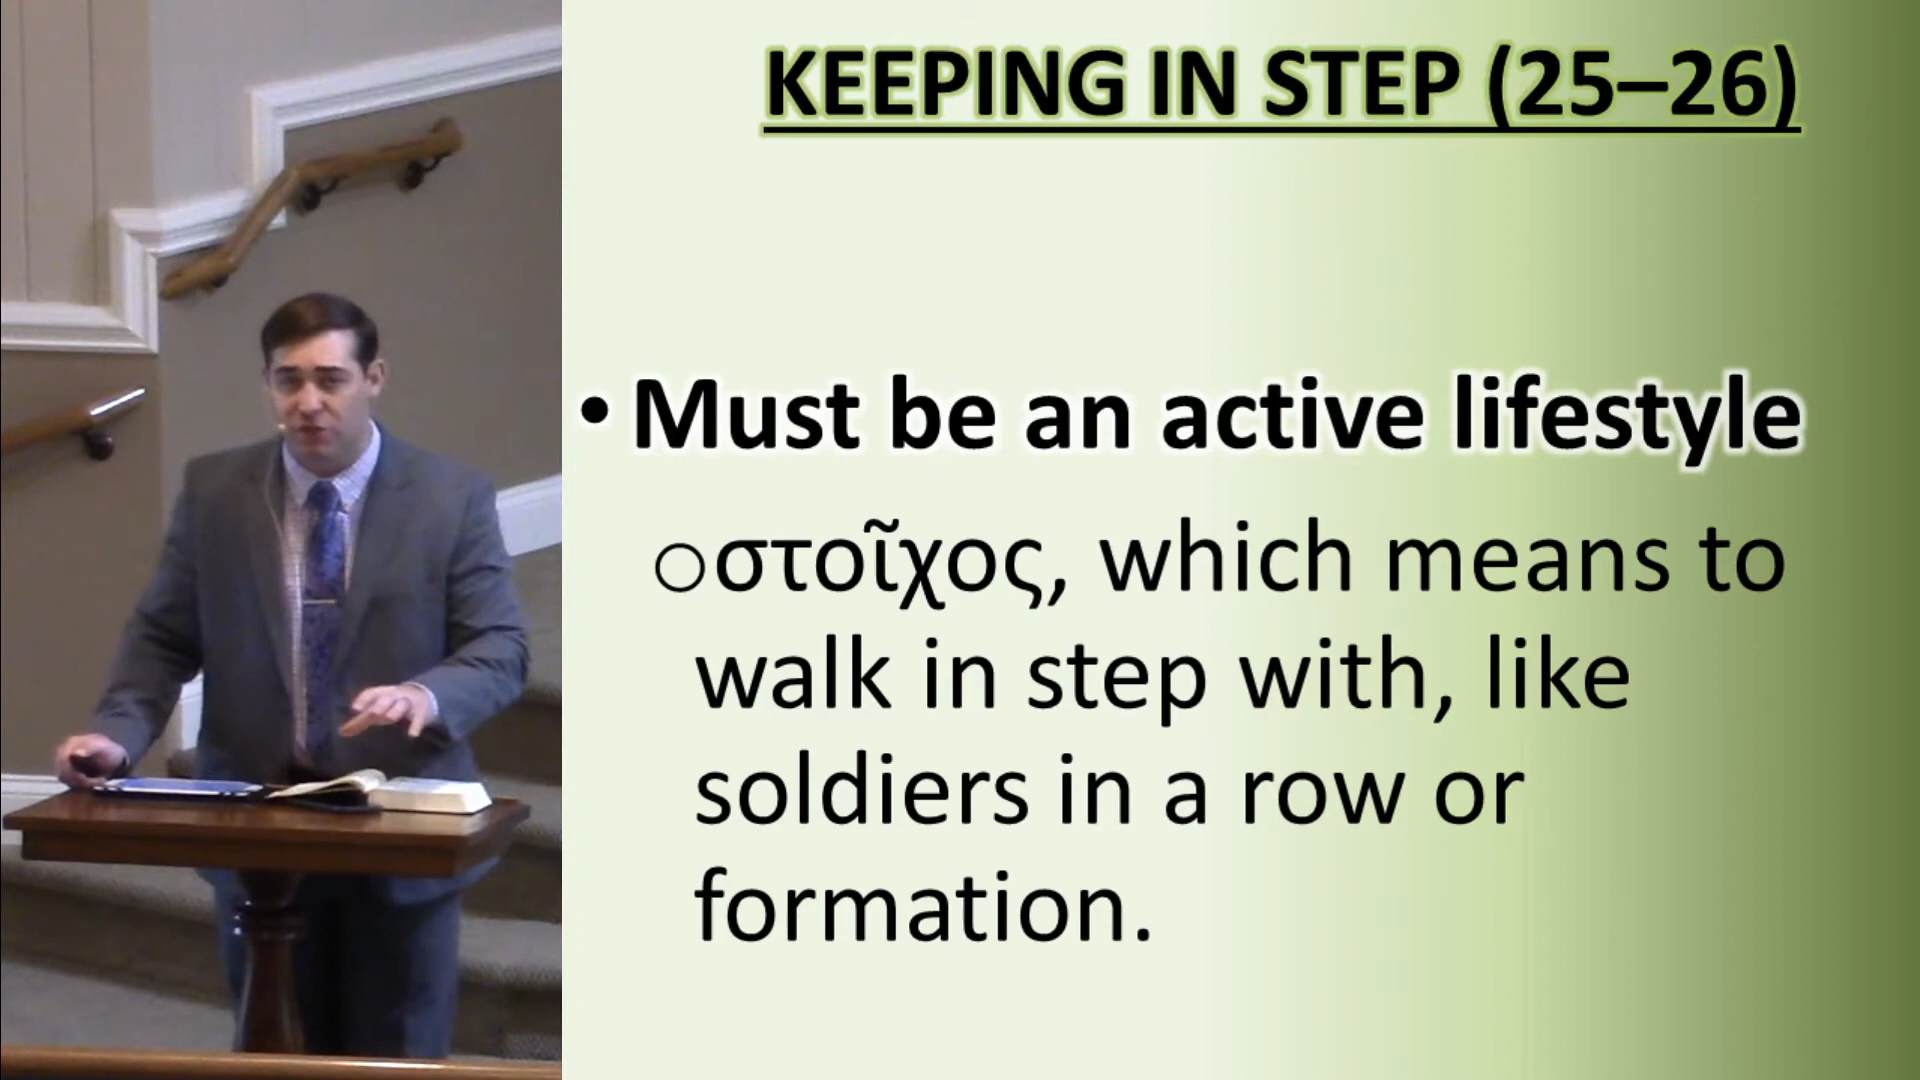 KEEPING IN STEP (25–26)
• Must be an active lifestyle
oστοῖχος, which means to
walk in step with, like
soldiers in a row or
formation.